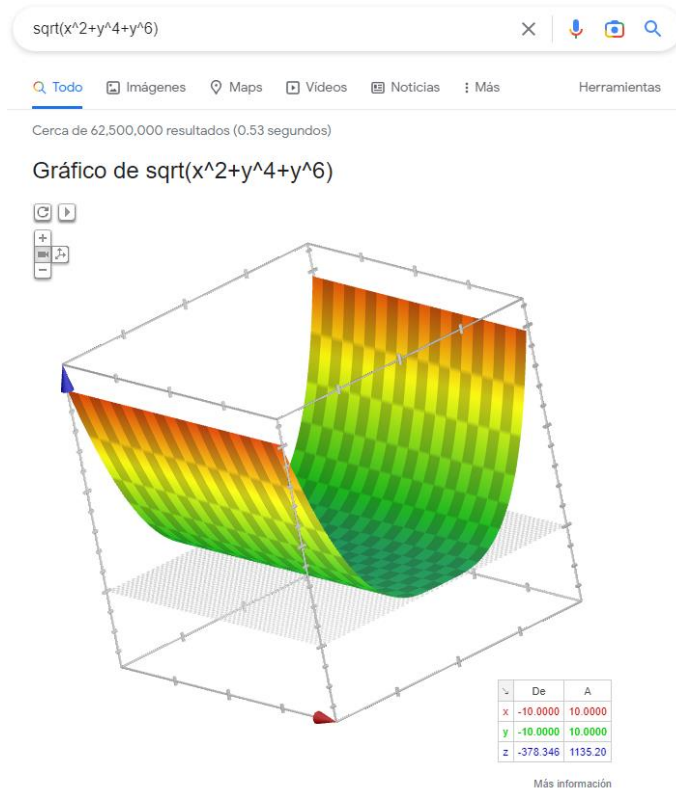 sqrt(x^2+y^4+y^6)
Todo Imágenes Maps Vídeos Noticias Más Herramientas
Cerca de 62,500,000 resultados (0.53 segundos)
Gráfico de sqrt(x^2+y^4+y^6)
De A
x -10.0000 10.0000
y -10.0000 10.0000
z -378.346 1135.20
Más información